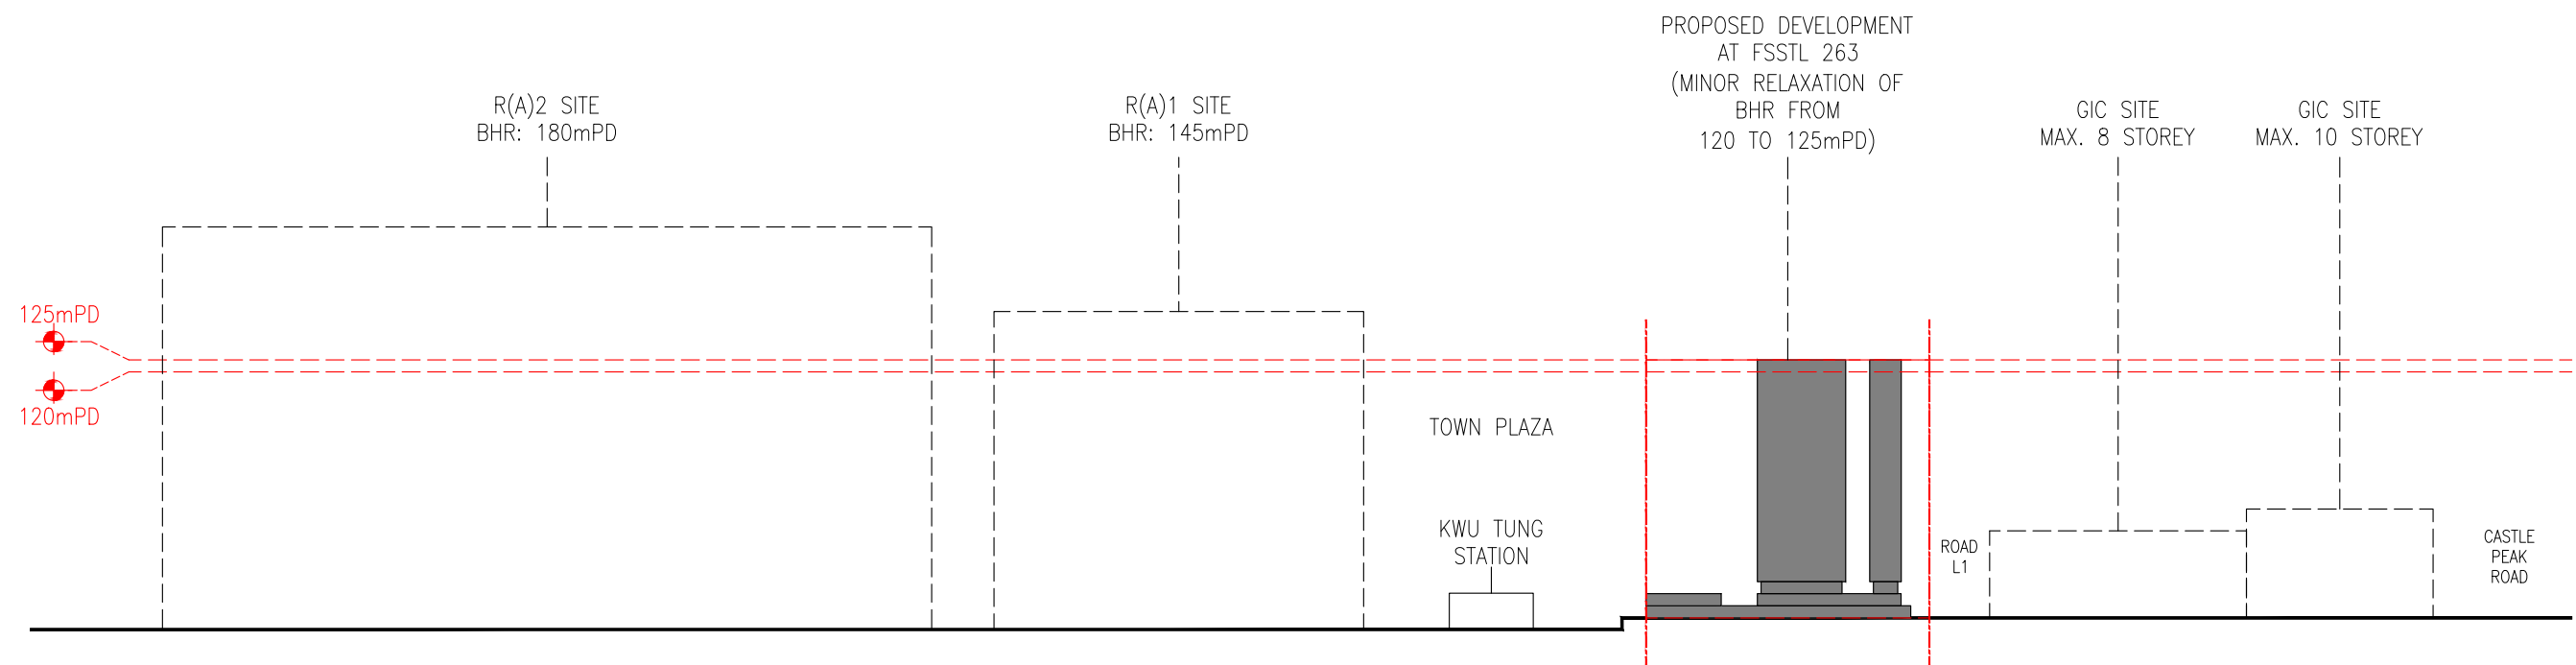 PROPOSED DEVELOPMENT
AT FSSTL 263
(MINOR RELAXATION OF
BHR FROM
120 TO 125mPD)
R(A)2 SITE
BHR: 180mPD
R(A)1 SITE
BHR: 145mPD
GIC SITE
MAX. 8 STOREY
GIC SITE
MAX. 10 STOREY
125mPD
120mPD
TOWN PLAZA
KWU TUNG
STATION
ROAD
L1
CASTLE
PEAK
ROAD